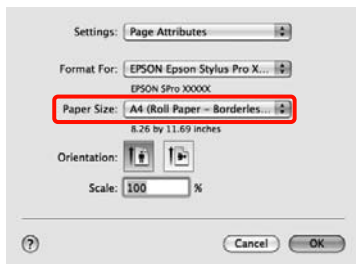 Settings: Page Attributes
Format For: EPSON Epson Stylus Pro X...
EPSON SPro XXXXX
Paper Size: A4 (Roll Paper – Borderles...
8.26 by 11.69 inches
Orientation:
Scale: 100 %
? Cancel OK